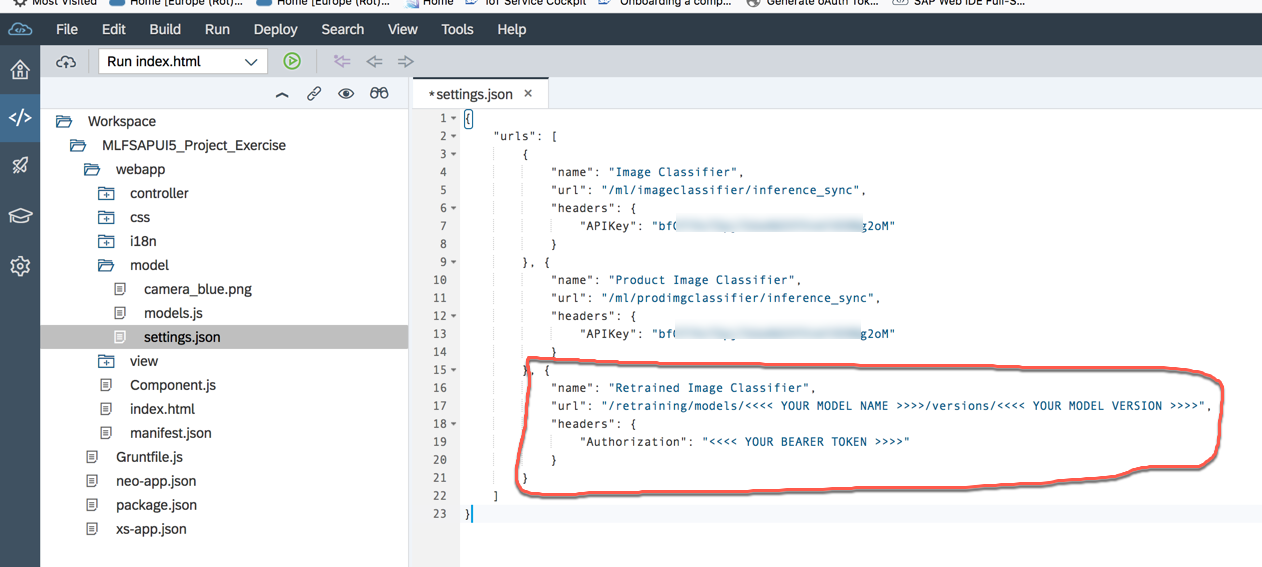 Most Visited Home [Europe (Rot)... Home [Europe (Rot)... Home IoT Service Cockpit Onboarding a comp... Generate oAuth Tok... SAP Web IDE Full-S...
File Edit Build Run Deploy Search View Tools Help
Run index.html
*settings.json ×
Workspace
MLFSAPUI5_Project_Exercise
webapp
controller
css
i18n
model
camera_blue.png
models.js
settings.json
view
Component.js
index.html
manifest.json
Gruntfile.js
neo-app.json
package.json
xs-app.json
1 {
2 "urls": [
3 {
4 "name": "Image Classifier",
5 "url": "/ml/imageclassifier/inference_sync",
6 "headers": {
7 "APIKey": "bf g2oM"
8 }
9 }, {
10 "name": "Product Image Classifier",
11 "url": "/ml/prodimgclassifier/inference_sync",
12 "headers": {
13 "APIKey": "bf g2oM"
14 }
15 }, {
16 "name": "Retrained Image Classifier",
17 "url": "/retraining/models/<<<< YOUR MODEL NAME >>>>/versions/<<<< YOUR MODEL VERSION >>>>",
18 "headers": {
19 "Authorization": "<<<< YOUR BEARER TOKEN >>>>"
20 }
21 }
22 ]
23 }